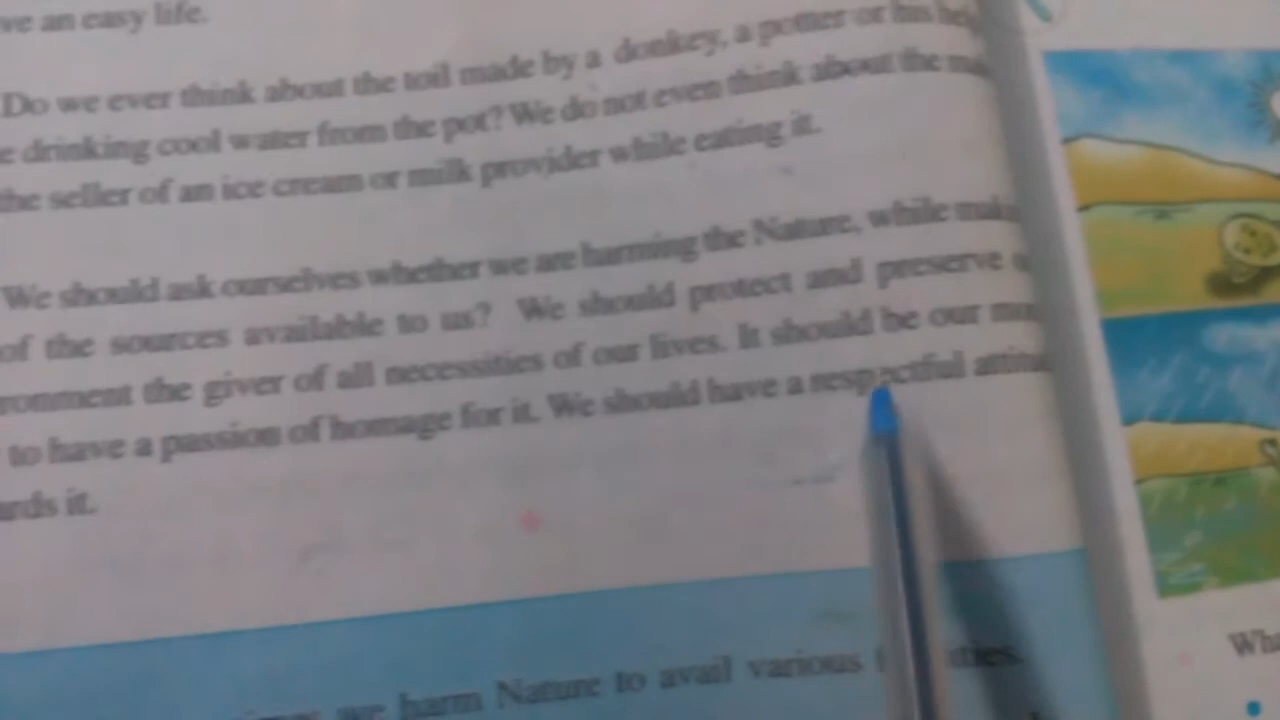 ve an easy life.
Do we ever think about the toil made by a donkey, a potter or his
drinking cool water from the pot? We do not even think about the
the seller of an ice cream or milk provider while eating it.
We should ask ourselves whether we are harming the Nature, while
of the sources available to us? We should protect and preserve
ronment the giver of all necessities of our lives. It should be our
to have a passion of homage for it. We should have a respectful
ards it.
we harm Nature to avail various